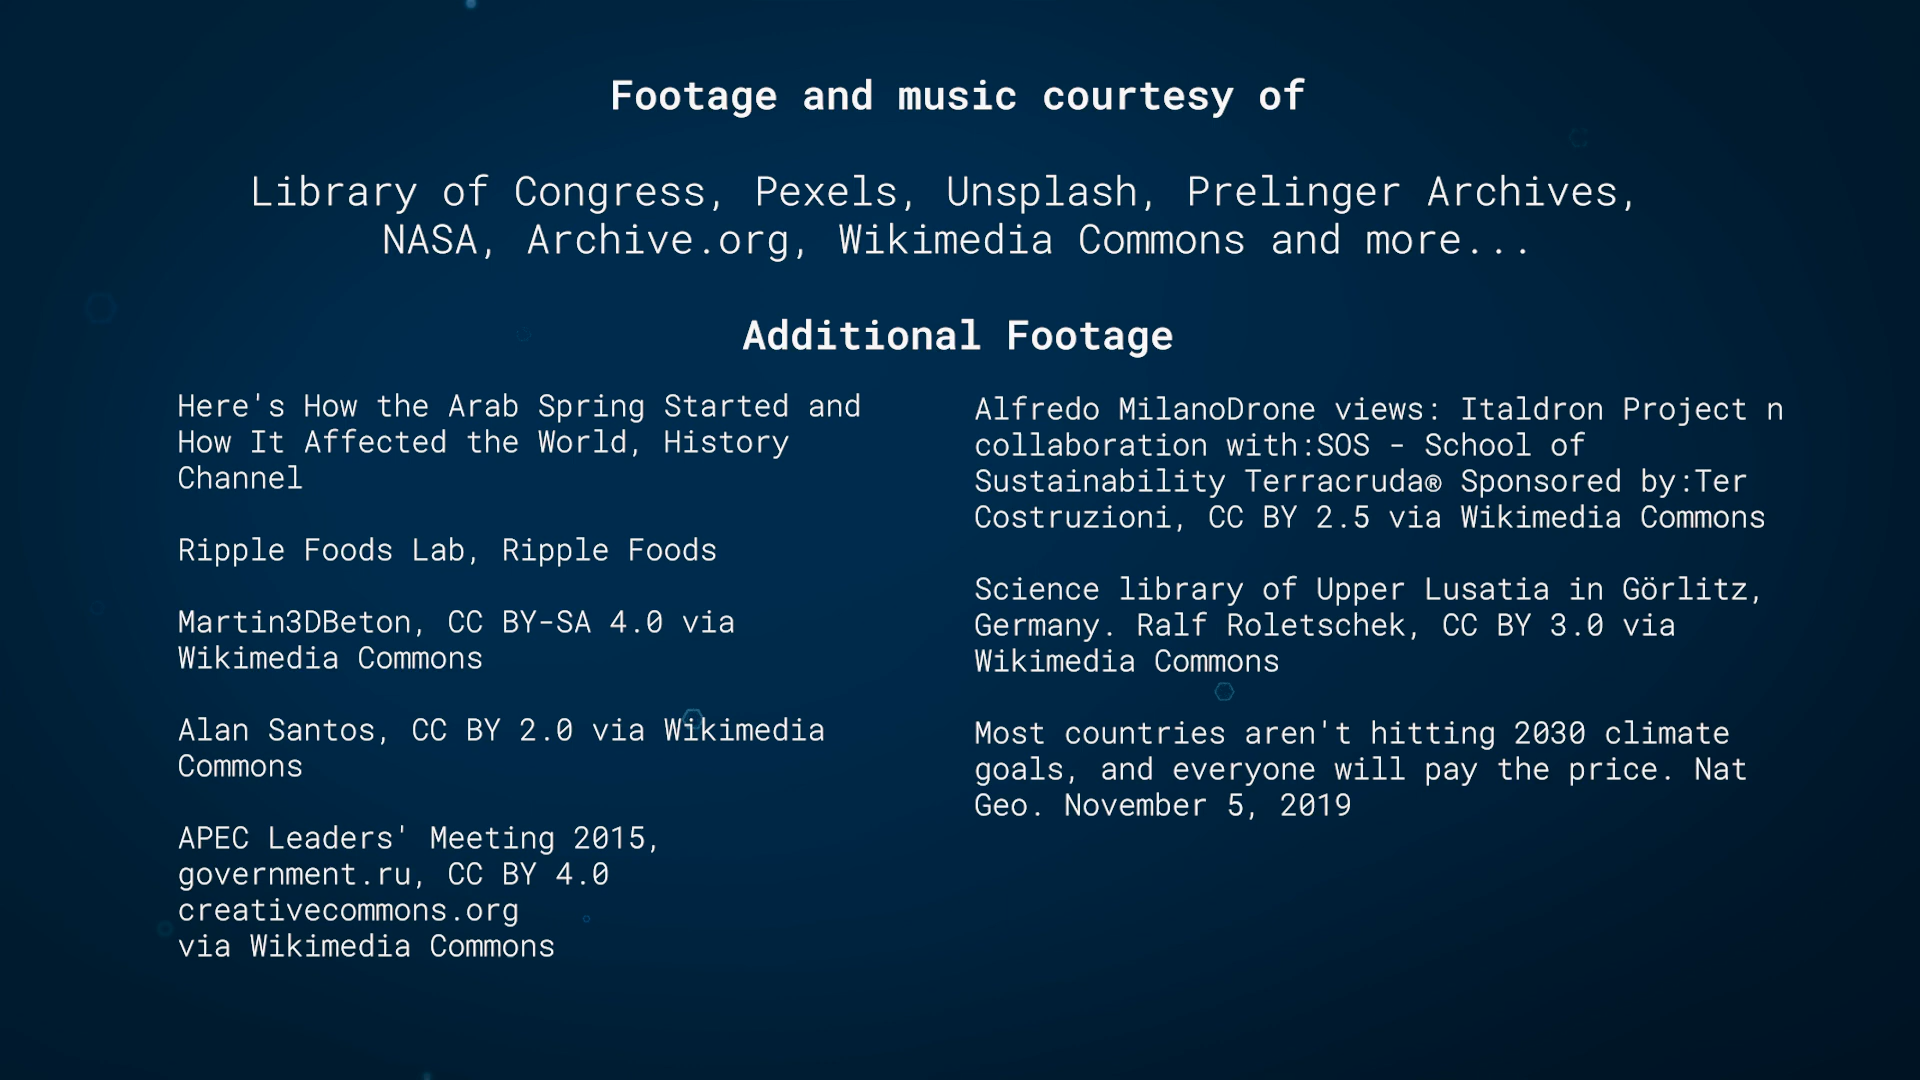 Footage and music courtesy of
Library of Congress, Pexels, Unsplash, Prelinger Archives,
NASA, Archive.org, Wikimedia Commons and more...
Additional Footage
Here's How the Arab Spring Started and
How It Affected the World, History
Channel
Ripple Foods Lab, Ripple Foods
Martin3DBeton, CC BY-SA 4.0 via
Wikimedia Commons
Alan Santos, CC BY 2.0 via Wikimedia
Commons
APEC Leaders' Meeting 2015,
government.ru, CC BY 4.0
creativecommons.org
via Wikimedia Commons
Alfredo MilanoDrone views: Italdron Project n
collaboration with:SOS - School of
Sustainability Terracruda® Sponsored by:Ter
Costruzioni, CC BY 2.5 via Wikimedia Commons
Science library of Upper Lusatia in Görlitz,
Germany. Ralf Roletschek, CC BY 3.0 via
Wikimedia Commons
Most countries aren't hitting 2030 climate
goals, and everyone will pay the price. Nat
Geo. November 5, 2019